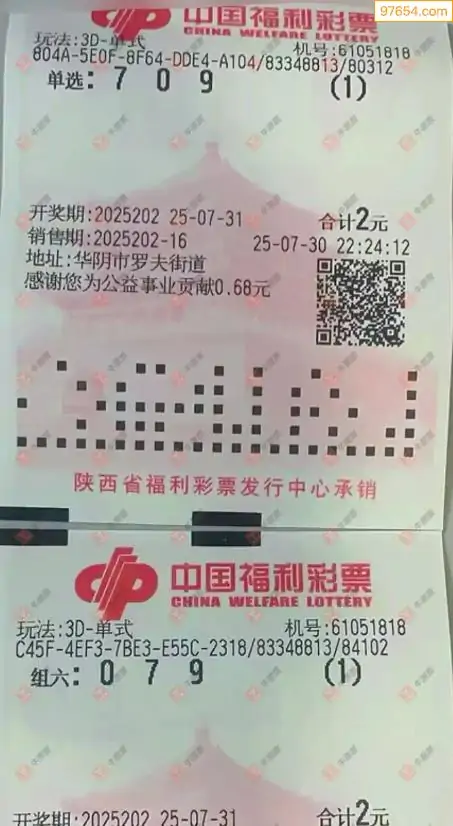 97654.com
中国福利彩票
CHINA WELFARE LOTTERY
玩法:3D-单式 机号:61051818
804A-5E0F-8F64-DDE4-A104/83348813/80312
单选: 7 0 9 (1)
开奖期:2025202 25-07-31 合计2元
销售期:2025202-16 25-07-30 22:24:12
地址:华阴市罗夫街道
感谢您为公益事业贡献0.68元
陕西省福利彩票发行中心承销
中国福利彩票
CHINA WELFARE LOTTERY
玩法:3D-单式 机号:61051818
C45F-4EF3-7BE3-E55C-2318/83348813/84102
组六: 0 7 9 (1)
开奖期:2025202 25-07-31 合计2元